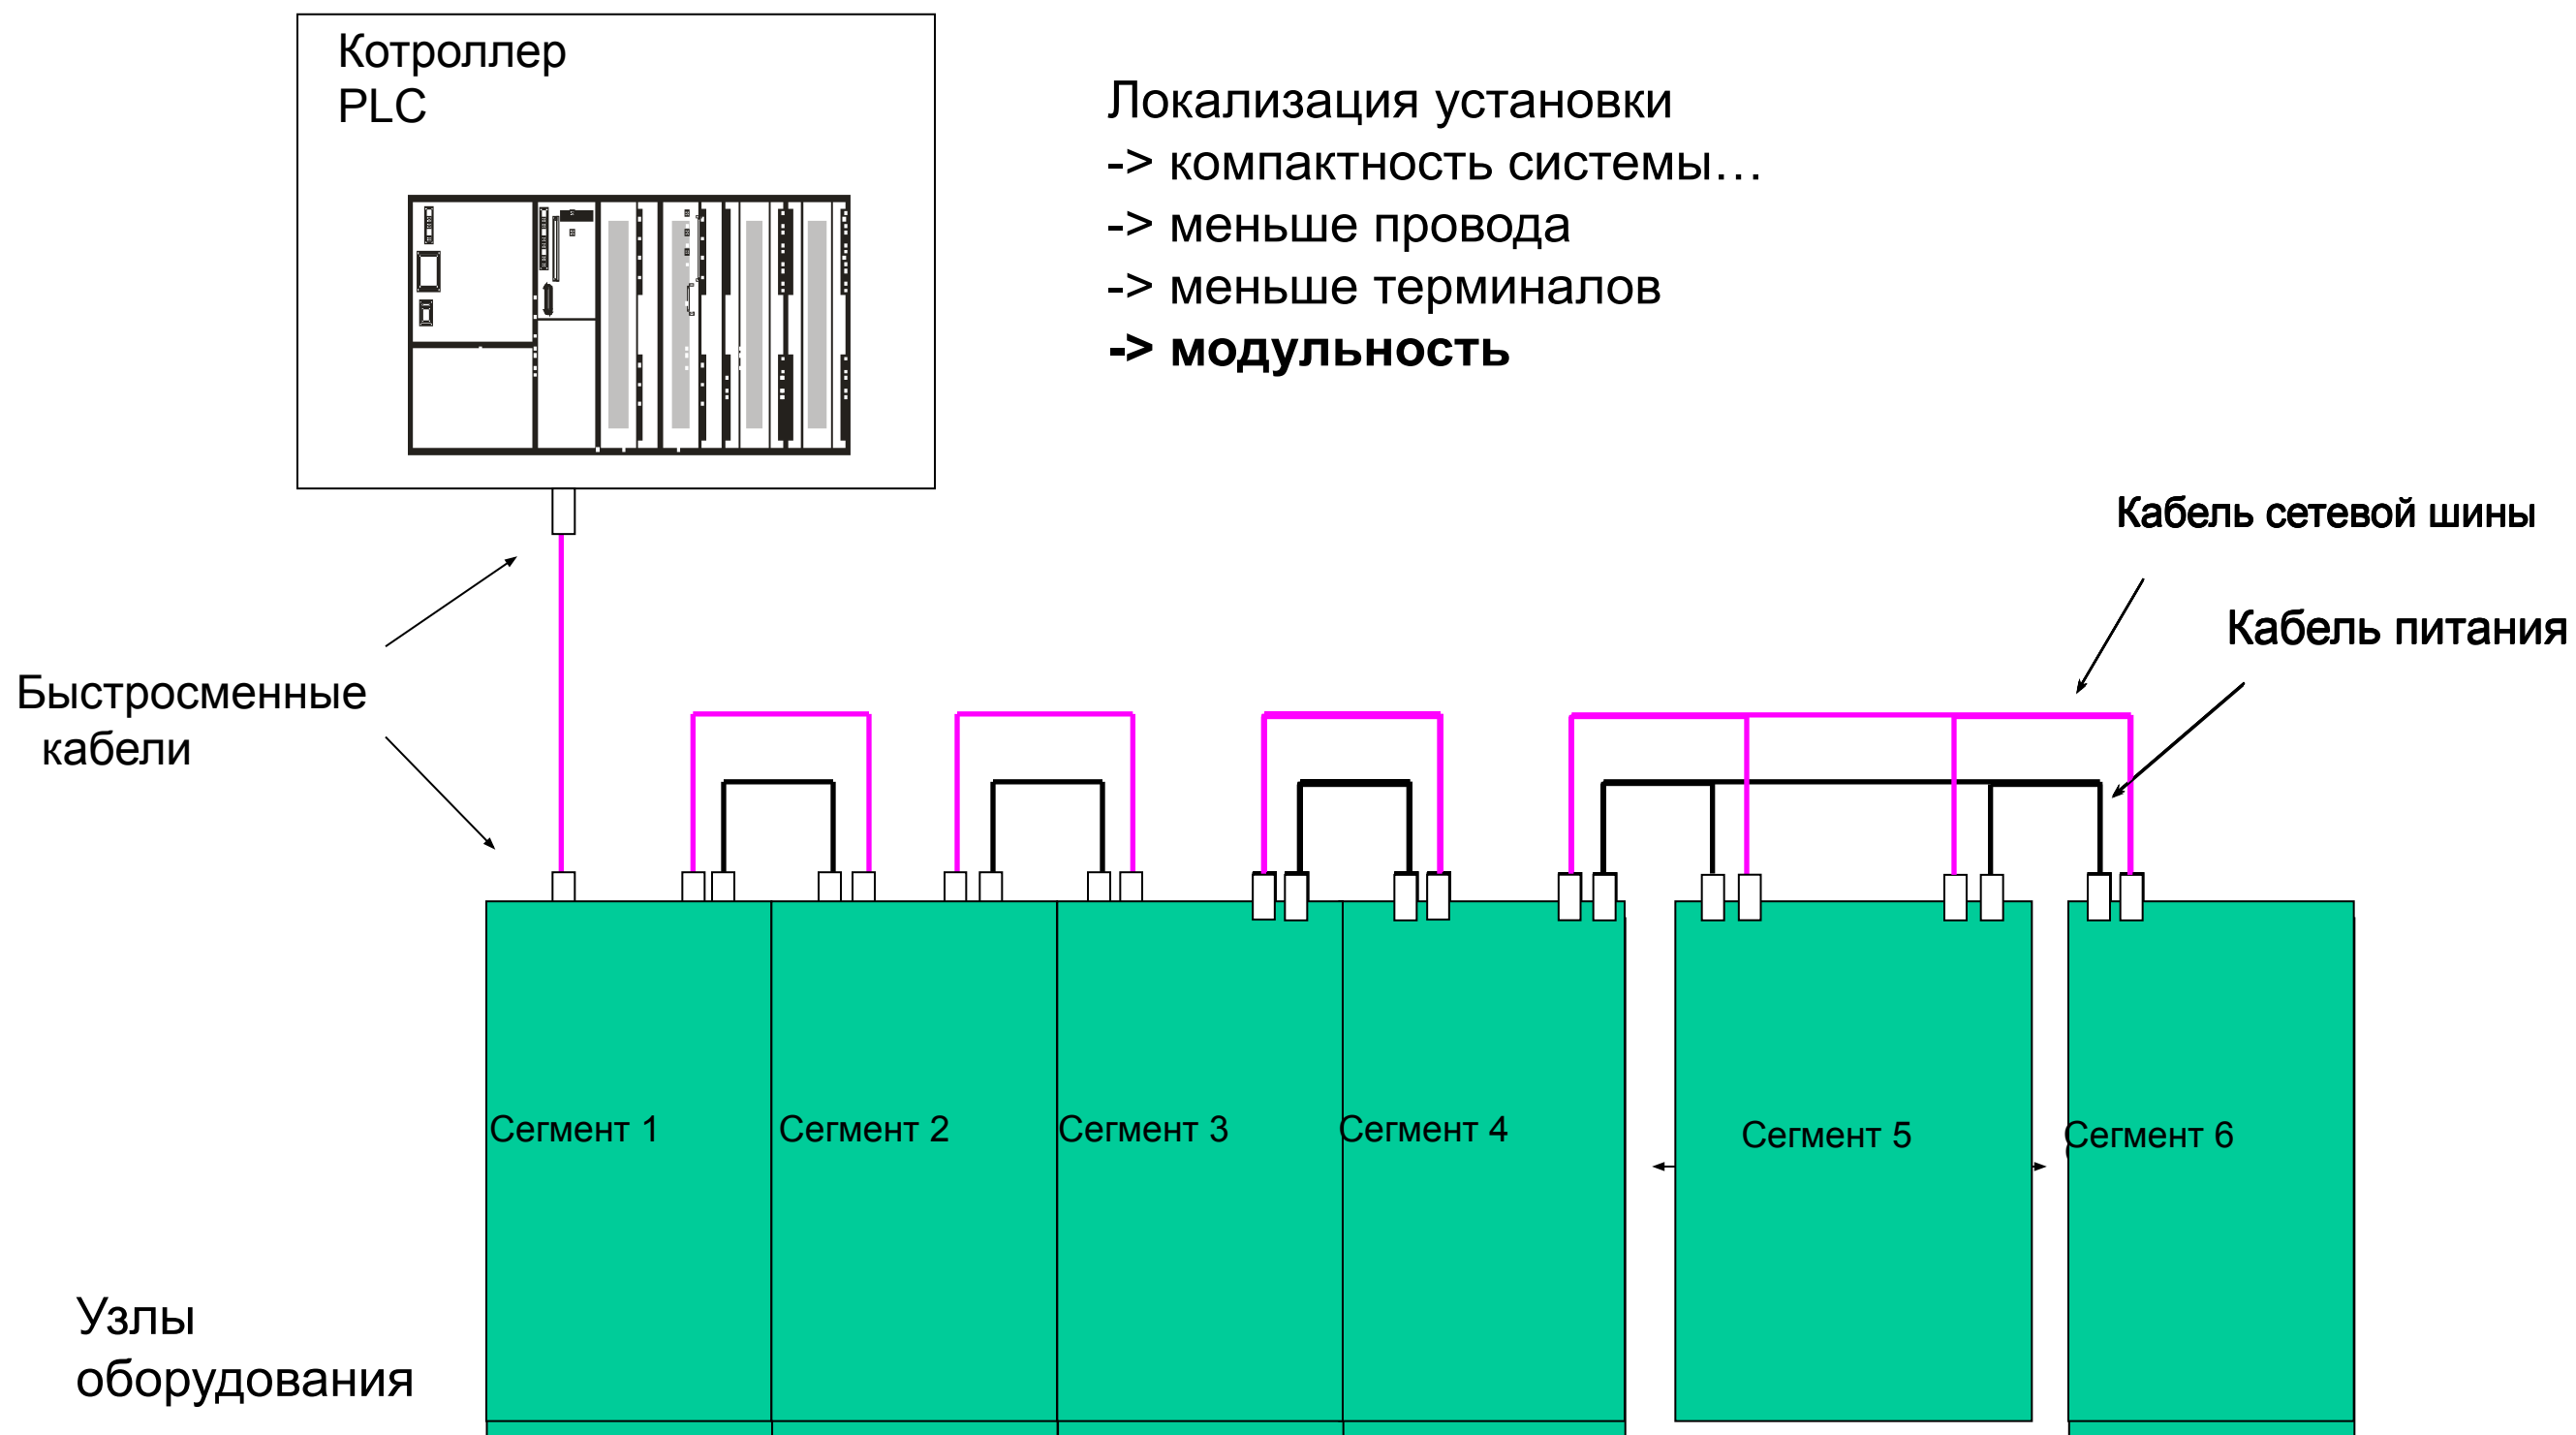 Котроллер
PLC
Локализация установки
-> компактность системы…
-> меньше провода
-> меньше терминалов
-> модульность
Кабель сетевой шины
Кабель питания
Быстросменные
кабели
Сегмент 1
Сегмент 2
Сегмент 3
Сегмент 4
Сегмент 5
Сегмент 6
Узлы
оборудования